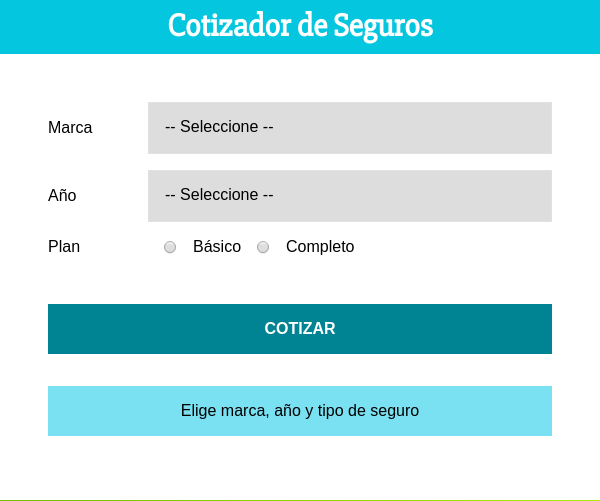 Cotizador de Seguros
Marca -- Seleccione --
Año -- Seleccione --
Plan Básico Completo
COTIZAR
Elige marca, año y tipo de seguro